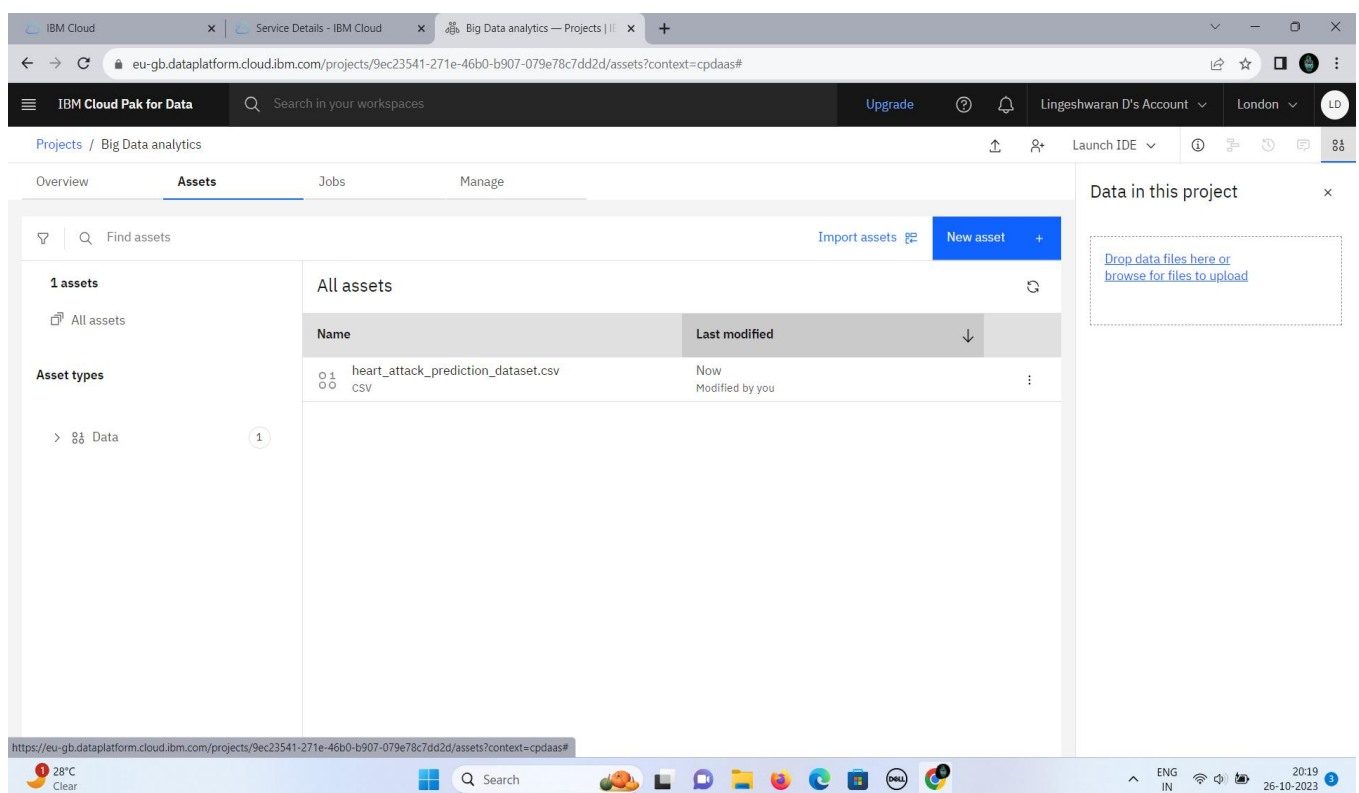 IBM Cloud
Service Details - IBM Cloud
Big Data analytics — Projects | I
eu-gb.dataplatform.cloud.ibm.com/projects/9ec23541-271e-46b0-b907-079e78c7dd2d/assets?context=cpdaas#
IBM Cloud Pak for Data
Search in your workspaces
Upgrade
Lingeshwaran D's Account
London
LD
Projects / Big Data analytics
Launch IDE
Overview
Assets
Jobs
Manage
Data in this project
Find assets
Import assets
New asset +
Drop data files here or
browse for files to upload
1 assets
All assets
All assets
Name
Last modified
Asset types
heart_attack_prediction_dataset.csv
CSV
Now
Modified by you
Data
1
https://eu-gb.dataplatform.cloud.ibm.com/projects/9ec23541-271e-46b0-b907-079e78c7dd2d/assets?context=cpdaas#
1
28°C
Clear
Search
DELL
ENG
IN
20:19
26-10-2023
3